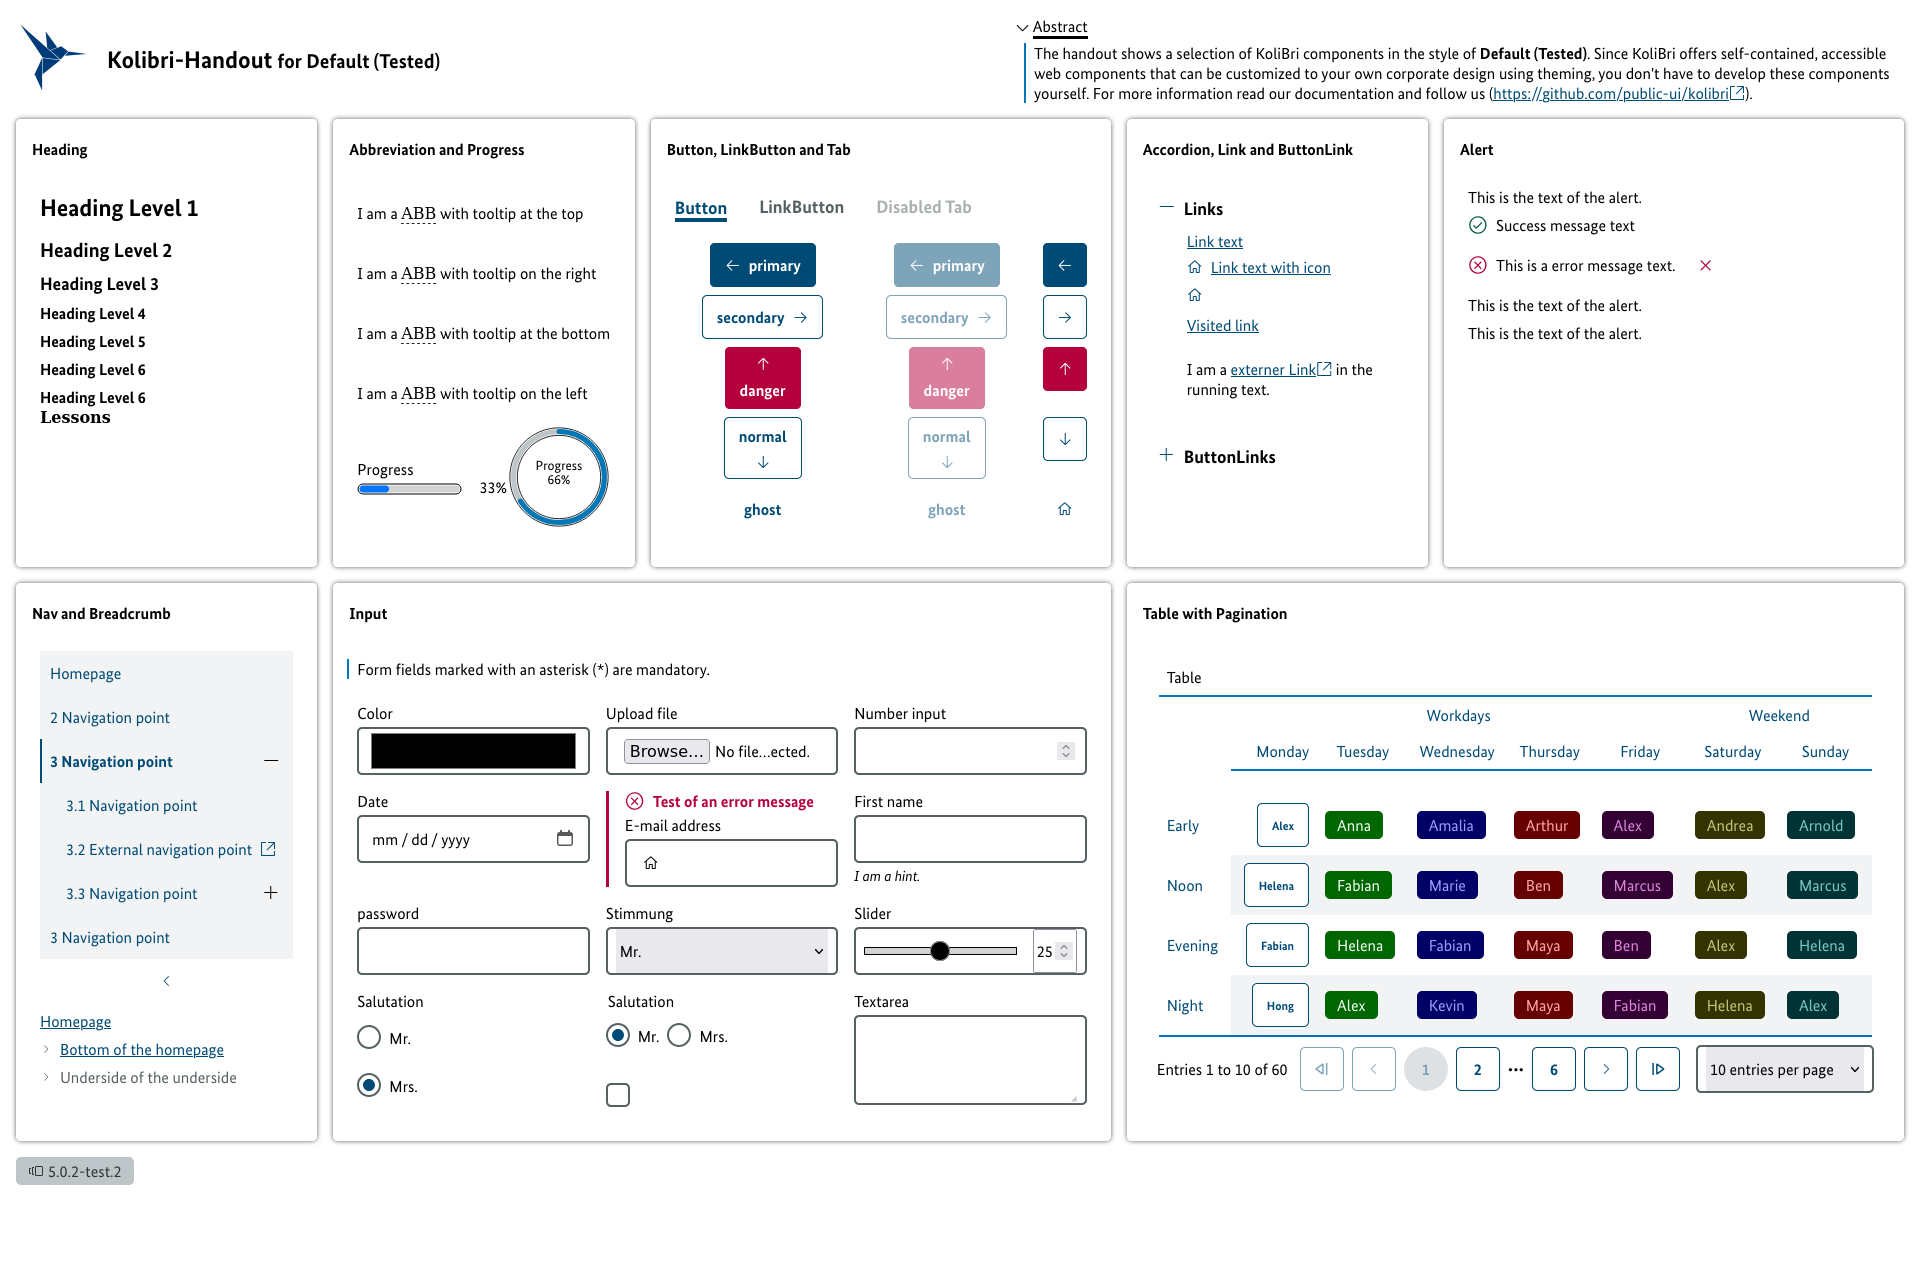 Kolibri-Handout for Default (Tested)
Abstract
The handout shows a selection of KoliBri components in the style of Default (Tested). Since KoliBri offers self-contained, accessible
web components that can be customized to your own corporate design using theming, you don't have to develop these components
yourself. For more information read our documentation and follow us (https://github.com/public-ui/kolibri).
Heading
Heading Level 1
Heading Level 2
Heading Level 3
Heading Level 4
Heading Level 5
Heading Level 6
Heading Level 6
Lessons
Abbreviation and Progress
I am a ABB with tooltip at the top
I am a ABB with tooltip on the right
I am a ABB with tooltip at the bottom
I am a ABB with tooltip on the left
Progress
33%
Progress
66%
Button, LinkButton and Tab
Button LinkButton Disabled Tab
primary primary
secondary secondary
danger danger
normal normal
ghost ghost
Accordion, Link and ButtonLink
Links
Link text
Link text with icon
Visited link
I am a externer Link in the
running text.
ButtonLinks
Alert
This is the text of the alert.
Success message text
This is a error message text.
This is the text of the alert.
This is the text of the alert.
Nav and Breadcrumb
Homepage
2 Navigation point
3 Navigation point
3.1 Navigation point
3.2 External navigation point
3.3 Navigation point
3 Navigation point
Homepage
Bottom of the homepage
Underside of the underside
Input
Form fields marked with an asterisk (*) are mandatory.
Color
Upload file
Browse... No file...ected.
Number input
Date
mm / dd / yyyy
Test of an error message
E-mail address
First name
I am a hint.
password
Stimmung
Mr.
Slider
25
Salutation
Mr.
Mrs.
Salutation
Mr. Mrs.
Textarea
Table with Pagination
Table
Workdays Weekend
Monday Tuesday Wednesday Thursday Friday Saturday Sunday
Early Alex Anna Amalia Arthur Alex Andrea Arnold
Noon Helena Fabian Marie Ben Marcus Alex Marcus
Evening Fabian Helena Fabian Maya Ben Alex Helena
Night Hong Alex Kevin Maya Fabian Helena Alex
Entries 1 to 10 of 60 1 2 ••• 6 10 entries per page
5.0.2-test.2